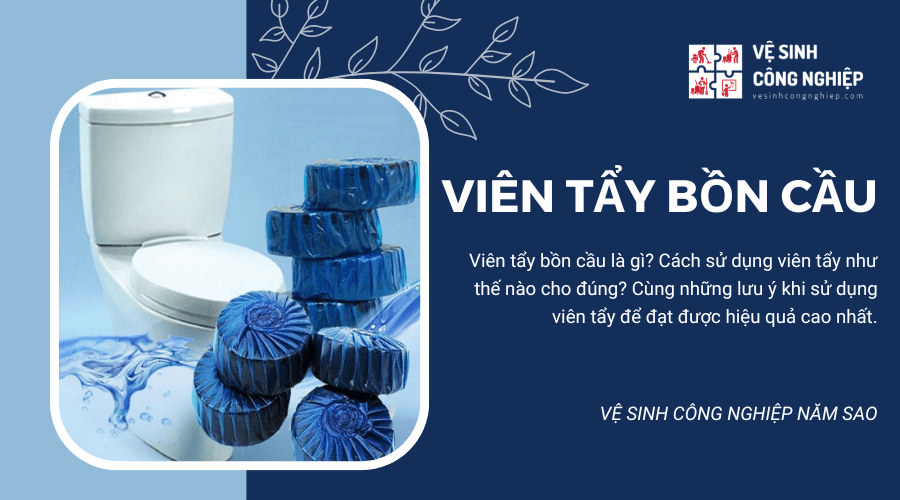 VỆ SINH
CÔNG NGHIỆP
vesinhcongnghiep.com
VIÊN TẨY BỒN CẦU
Viên tẩy bồn cầu là gì? Cách sử dụng viên tẩy như
thế nào cho đúng? Cùng những lưu ý khi sử dụng
viên tẩy để đạt được hiệu quả cao nhất.
VỆ SINH CÔNG NGHIỆP NĂM SAO